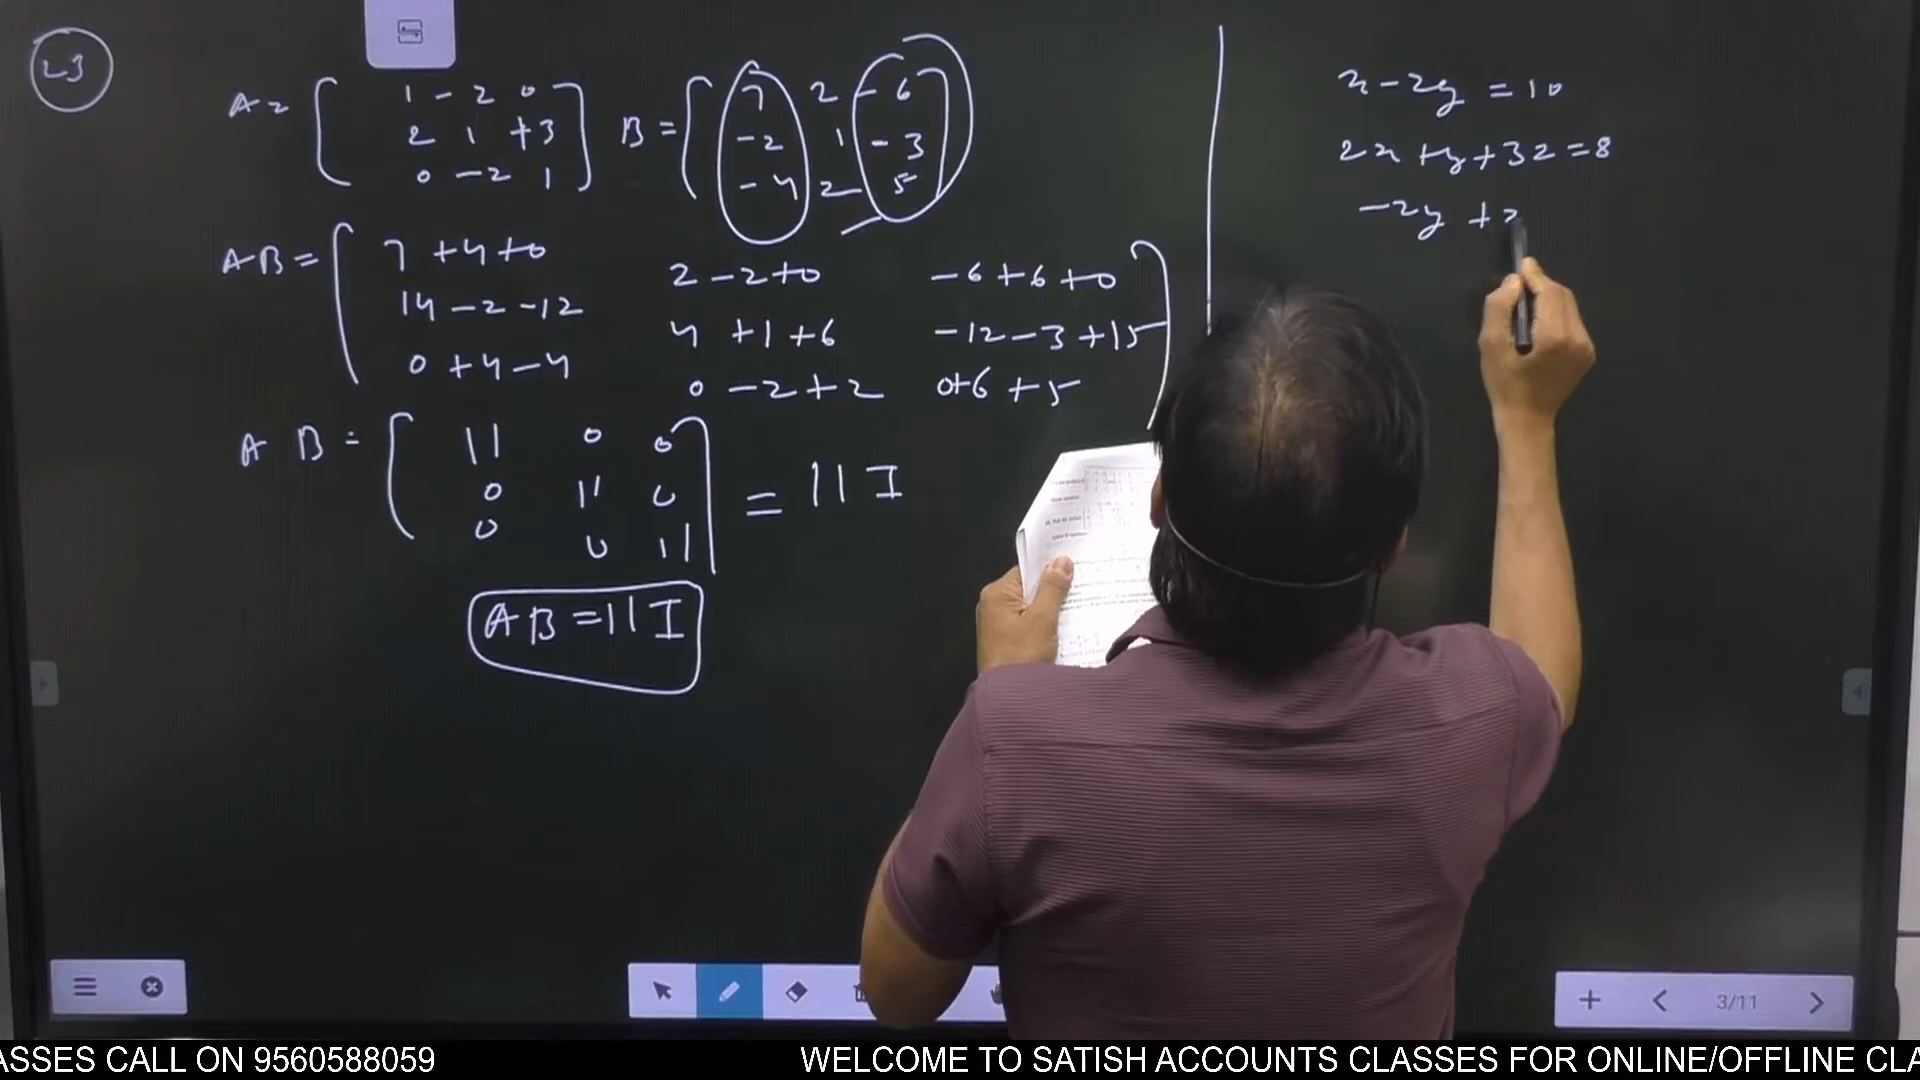 23
A = [ 1 -2 0 B = [ 7 2 -6
2 1 +3 -2 1 -3
0 -2 1 ] -4 2 5 ]
AB = [ 7+4+0 2-2+0 -6+6+0
14-2-12 4+1+6 -12-3+15
0+4-4 0-2+2 0+6+5 ]
AB = [ 11 0 0
0 11 0 = 11 I
0 0 11 ]
AB = 11 I
x-2y = 10
2x+y+3z=8
-2y +
3/11
ASSES CALL ON 9560588059 WELCOME TO SATISH ACCOUNTS CLASSES FOR ONLINE/OFFLINE CLA